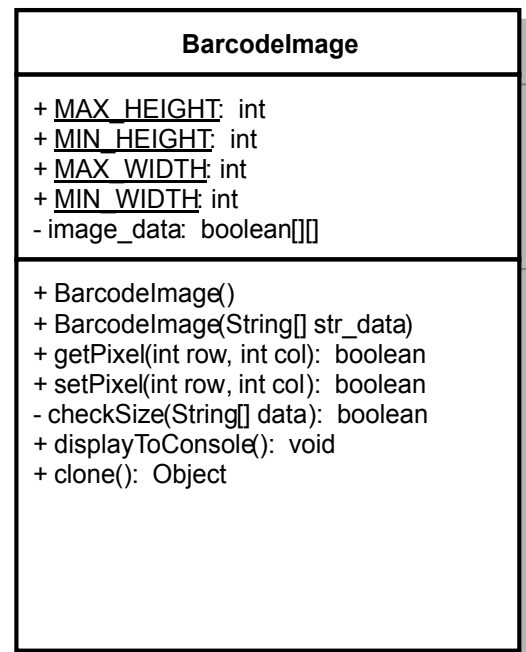 BarcodeImage
+ MAX_HEIGHT: int
+ MIN_HEIGHT: int
+ MAX_WIDTH: int
+ MIN_WIDTH: int
- image_data: boolean[][]
+ BarcodeImage()
+ BarcodeImage(String[] str_data)
+ getPixel(int row, int col): boolean
+ setPixel(int row, int col): boolean
- checkSize(String[] data): boolean
+ displayToConsole(): void
+ clone(): Object